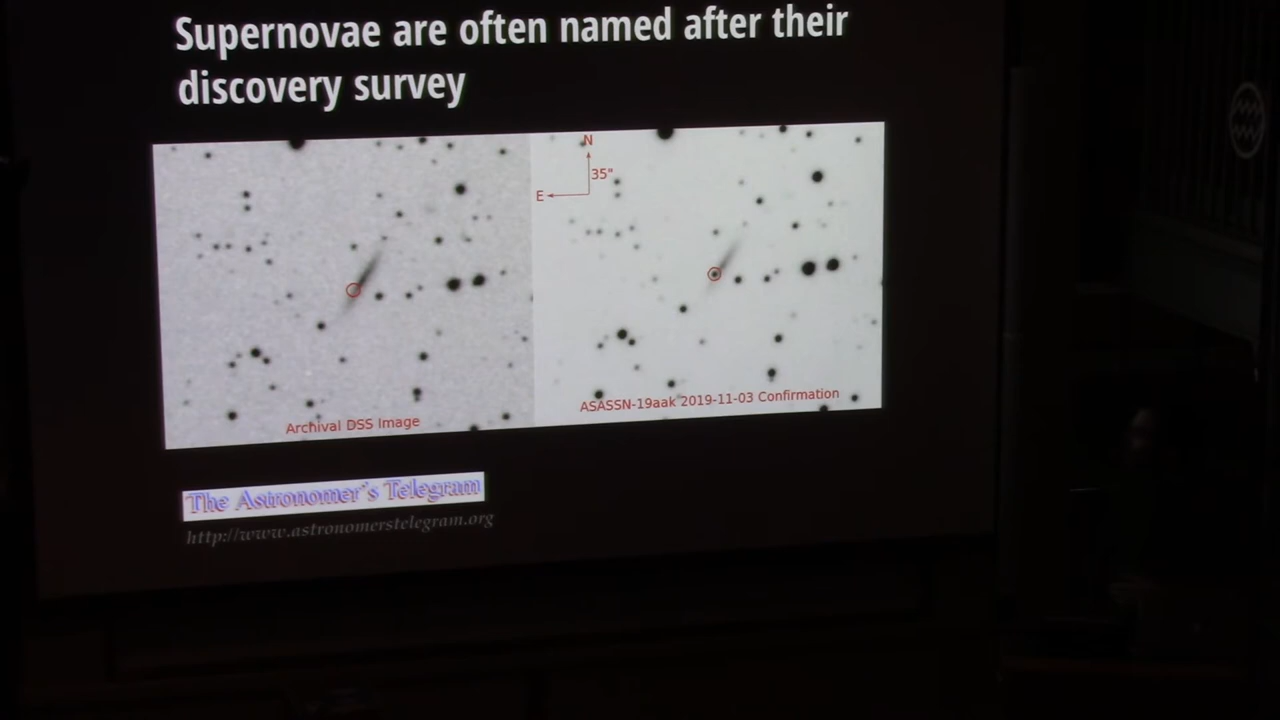 Supernovae are often named after their
discovery survey
N
35"
E
Archival DSS Image
ASASSN-19aak 2019-11-03 Confirmation
The Astronomer's Telegram
http://www.astronomerstelegram.org